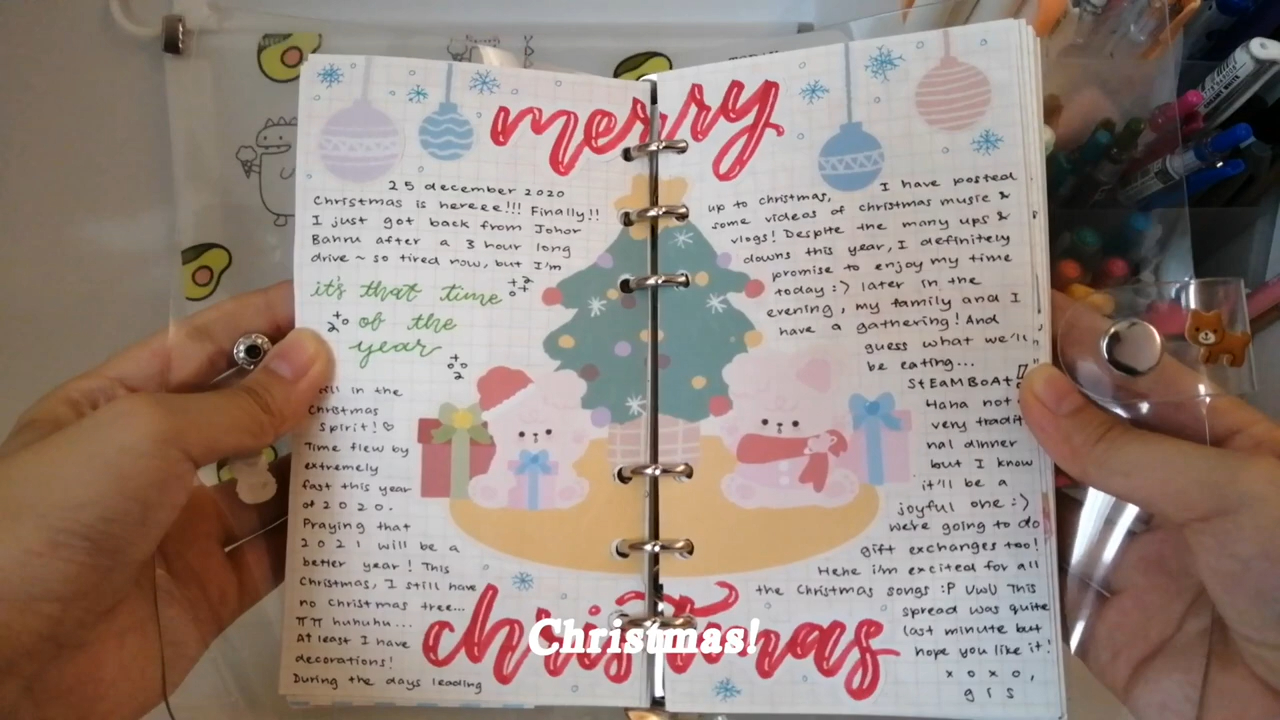 merry
25 december 2020
Christmas is hereee!!! Finally!!
I just got back from Johor
Bahru after a 3 hour long
drive ~ so tired now, but I'm
it's that time
of the
year
still in the
Christmas
spirit! ♡
Time flew by
extremely
fast this year
of 2020.
Praying that
2021 will be a
better year! This
Christmas, I still have
no Christmas tree...
ㅠㅠ huhuhu...
At least I have
decorations!
During the days leading
I have posted
up to christmas,
some videos of christmas music &
vlogs! Despite the many ups &
downs this year, I definitely
promise to enjoy my time
today :) later in the
evening, my family and I
have a gathering! And
guess what we'll
be eating...
STEAMBOAT
Haha not a
very tradit
nal dinner
but I know
it'll be a
joyful one :)
We're going to do
gift exchanges too!
Hehe i'm excited for all
the Christmas songs :P UwU This
spread was quite
last minute but
hope you like it!
xoxo,
gis
christmas
Christmas!